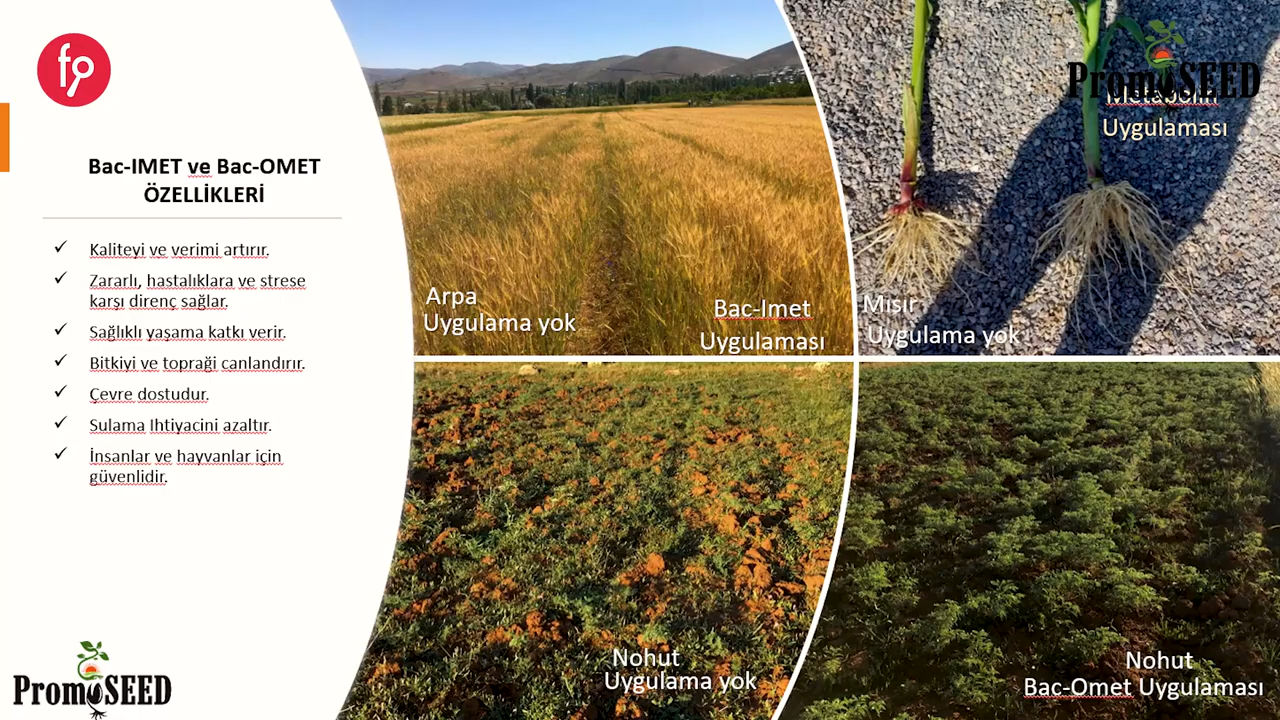 fp
Bac-IMET ve Bac-OMET
ÖZELLİKLERİ
Kaliteyi ve verimi artırır.
Zararlı, hastalıklara ve strese
karşı direnç sağlar.
Sağlıklı yaşama katkı verir.
Bitkiyi ve toprağı canlandırır.
Çevre dostudur.
Sulama Ihtiyacini azaltır.
İnsanlar ve hayvanlar için
güvenlidir.
PromoSEED
Arpa
Uygulama yok
Bac-Imet
Uygulaması
PromoSEED
Uygulaması
Mısır
Uygulama yok
Nohut
Uygulama yok
Nohut
Bac-Omet Uygulaması